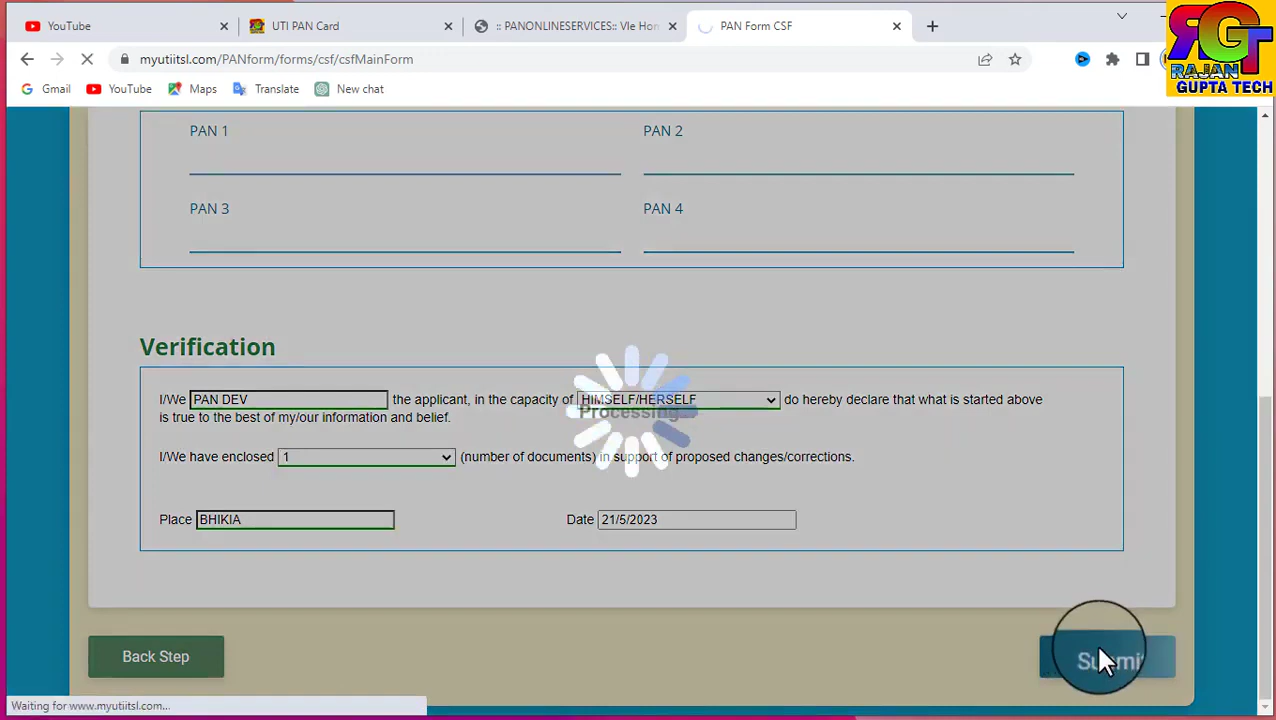 YouTube
UTI PAN Card
:: PANONLINESERVICES:: Vle Hom
PAN Form CSF
RGT
RAJAN
GUPTA TECH
myutiitsl.com/PANform/forms/csf/csfMainForm
Gmail
YouTube
Maps
Translate
New chat
PAN 1
PAN 2
PAN 3
PAN 4
Verification
I/We PAN DEV the applicant, in the capacity of HIMSELF/HERSELF do hereby declare that what is started above
is true to the best of my/our information and belief.
Processing...
I/We have enclosed 1 (number of documents) in support of proposed changes/corrections.
Place BHIKIA
Date 21/5/2023
Back Step
Submit
Waiting for www.myutiitsl.com...